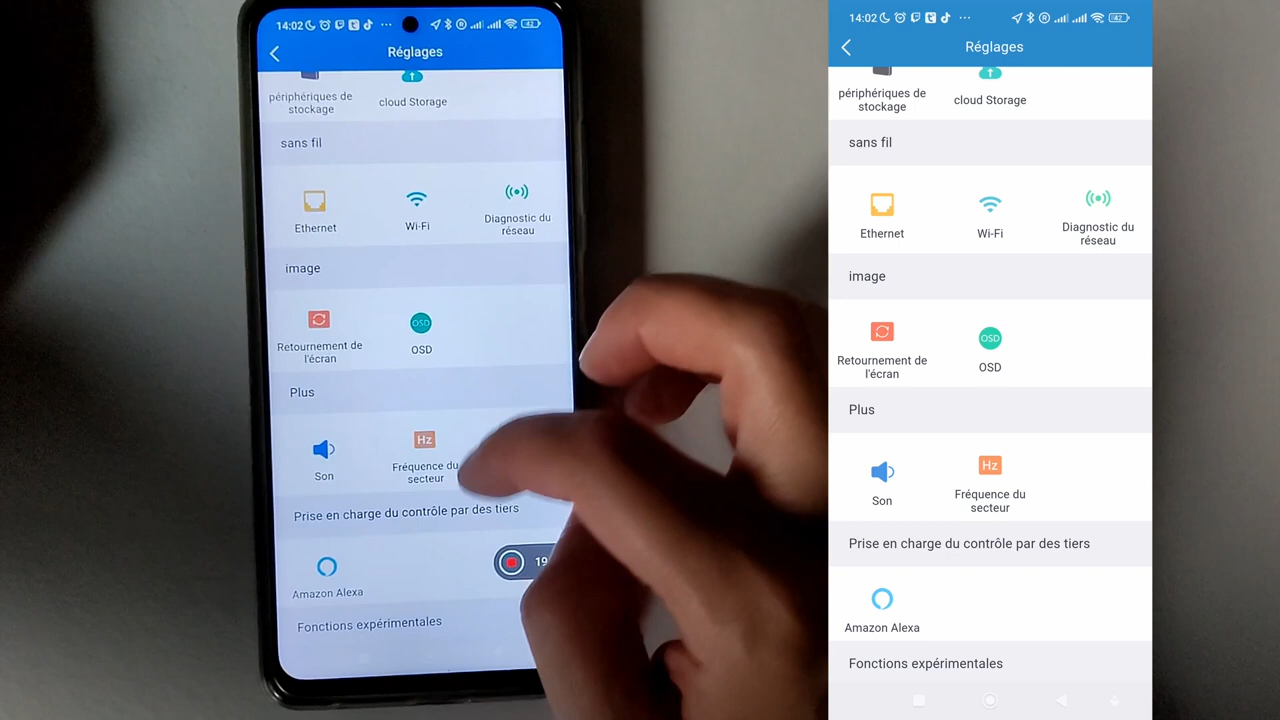 14:02
Réglages
périphériques de
stockage
cloud Storage
sans fil
Ethernet
Wi-Fi
Diagnostic du
réseau
image
Retournement de
l'écran
OSD
OSD
Plus
Son
Hz
Fréquence du
secteur
Prise en charge du contrôle par des tiers
19
Amazon Alexa
Fonctions expérimentales
14:02
42
Réglages
périphériques de
stockage
cloud Storage
sans fil
Ethernet
Wi-Fi
Diagnostic du
réseau
image
Retournement de
l'écran
OSD
OSD
Plus
Son
Hz
Fréquence du
secteur
Prise en charge du contrôle par des tiers
Amazon Alexa
Fonctions expérimentales